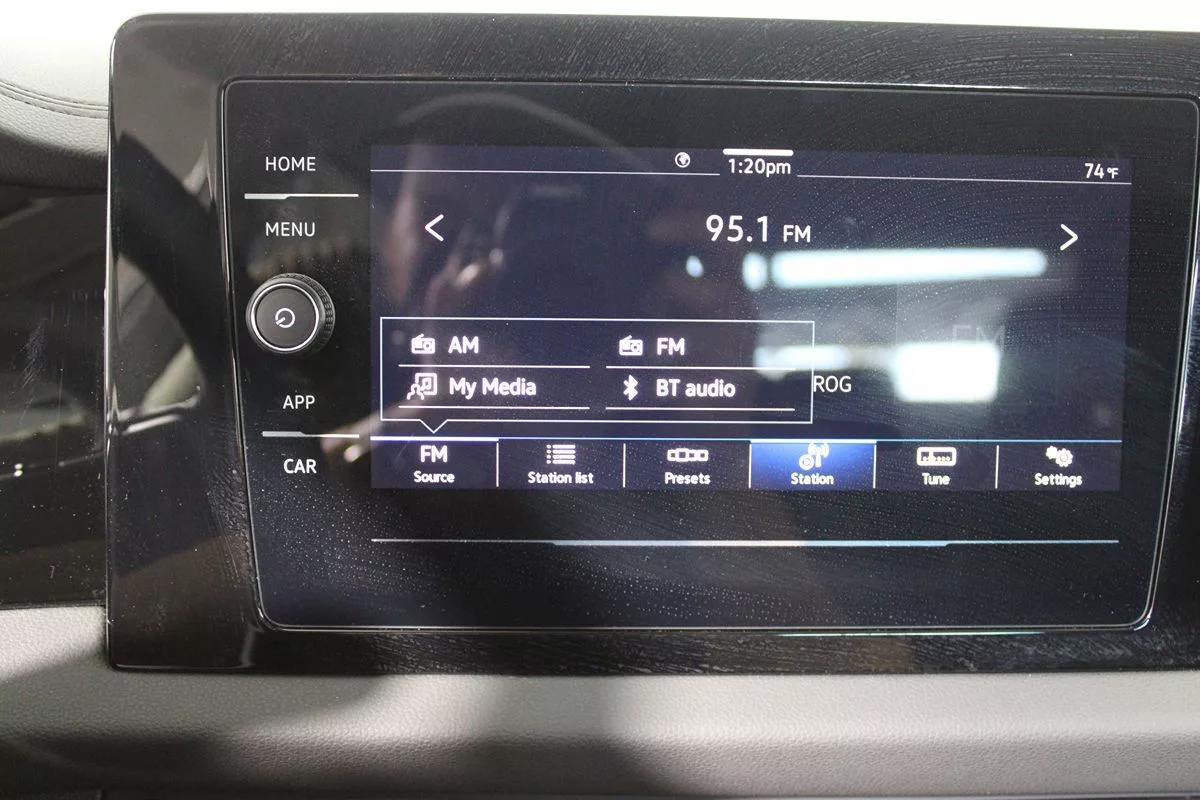 HOME
1:20pm
74°F
MENU
95.1 FM
FM
AM
FM
My Media
BT audio
ROG
APP
CAR
FM
Source
Station list
Presets
Station
Tune
Settings